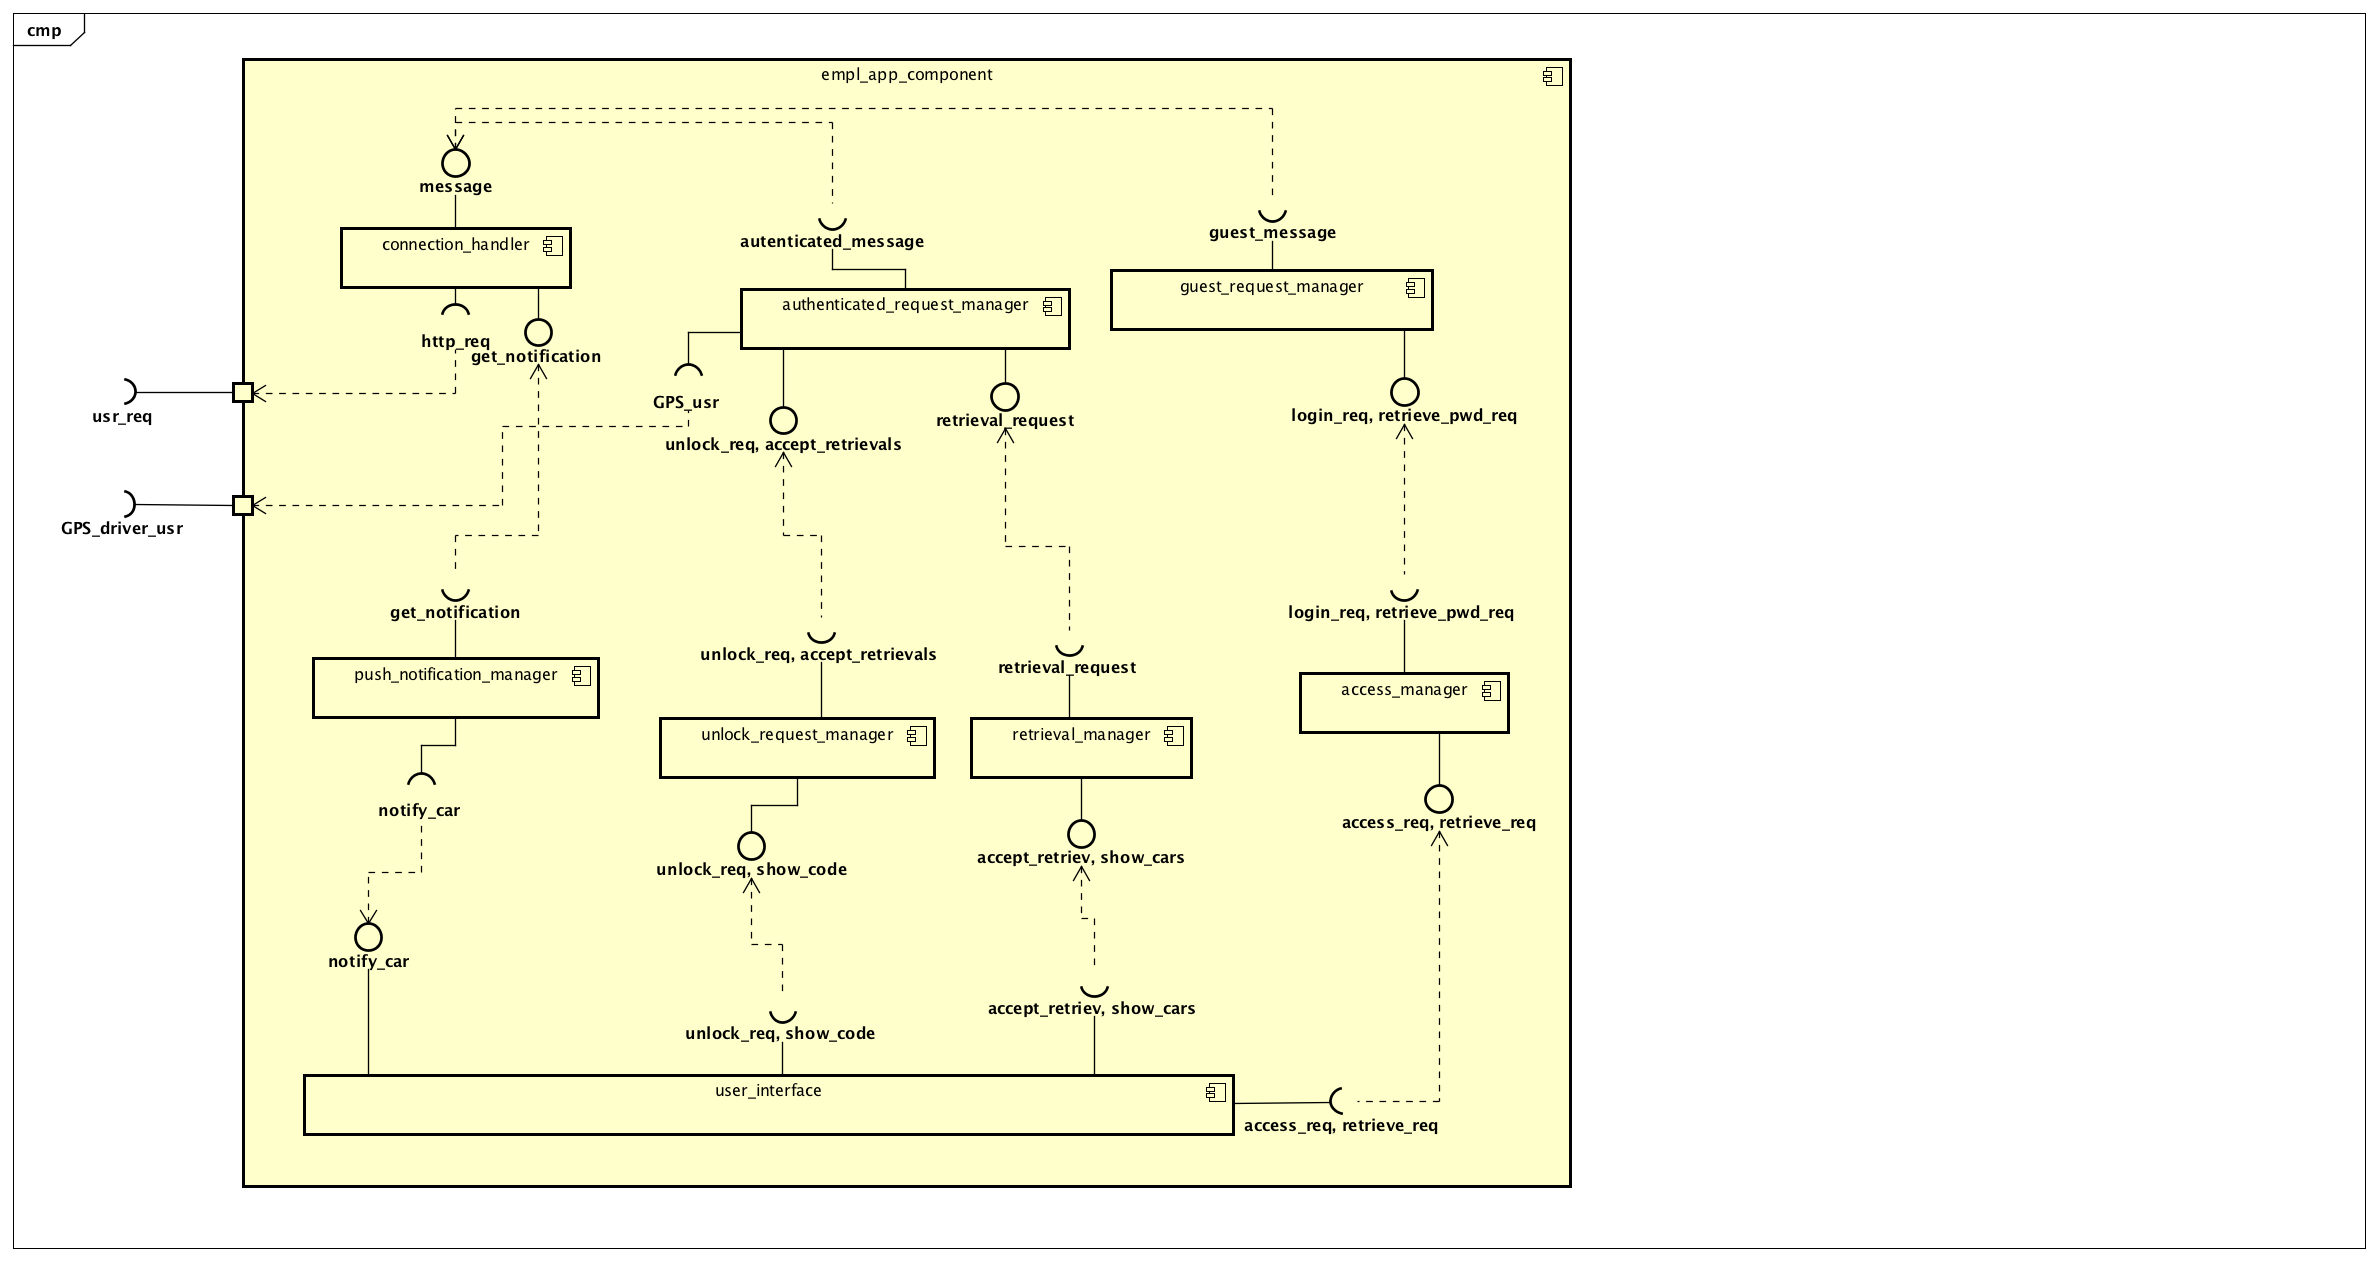 cmp
empl_app_component
message
connection_handler
autenticated_message
guest_message
guest_request_manager
authenticated_request_manager
http_req
get_notification
GPS_usr
usr_req
unlock_req, accept_retrievals
retrieval_request
login_req, retrieve_pwd_req
GPS_driver_usr
get_notification
unlock_req, accept_retrievals
retrieval_request
login_req, retrieve_pwd_req
push_notification_manager
unlock_request_manager
retrieval_manager
access_manager
notify_car
unlock_req, show_code
accept_retriev, show_cars
access_req, retrieve_req
notify_car
unlock_req, show_code
accept_retriev, show_cars
user_interface
access_req, retrieve_req